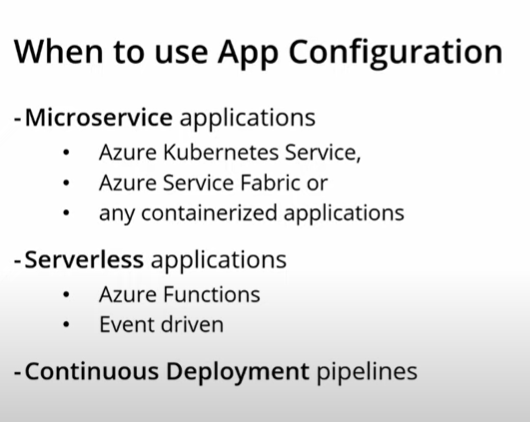 When to use App Configuration
-Microservice applications
• Azure Kubernetes Service,
• Azure Service Fabric or
• any containerized applications
-Serverless applications
• Azure Functions
• Event driven
-Continuous Deployment pipelines